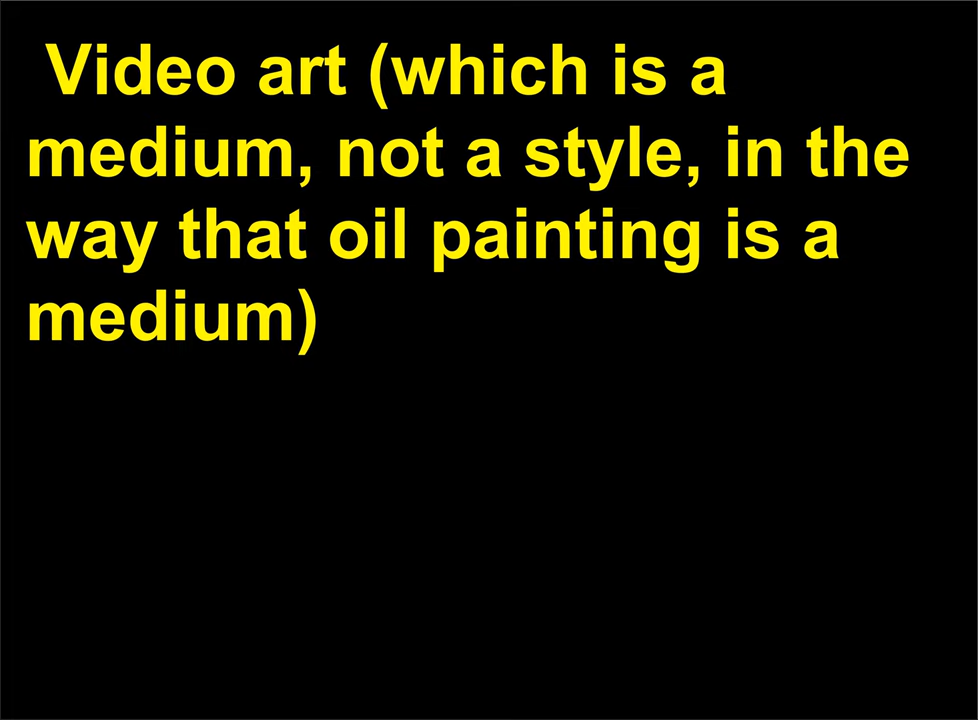 Video art (which is a
medium, not a style, in the
way that oil painting is a
medium)